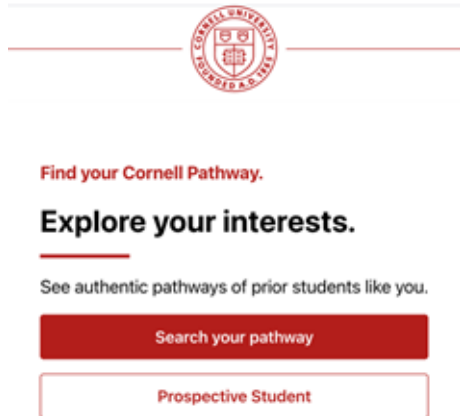 CORNELL UNIVERSITY
FOUNDED A.D. 1865
Find your Cornell Pathway.
Explore your interests.
See authentic pathways of prior students like you.
Search your pathway
Prospective Student